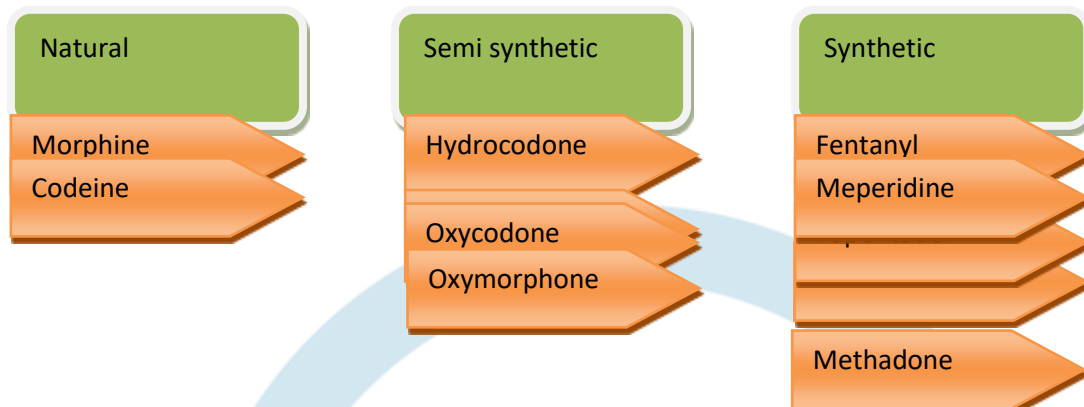 Natural
Morphine
Codeine
Semi synthetic
Hydrocodone
Oxycodone
Oxymorphone
Synthetic
Fentanyl
Meperidine
Methadone